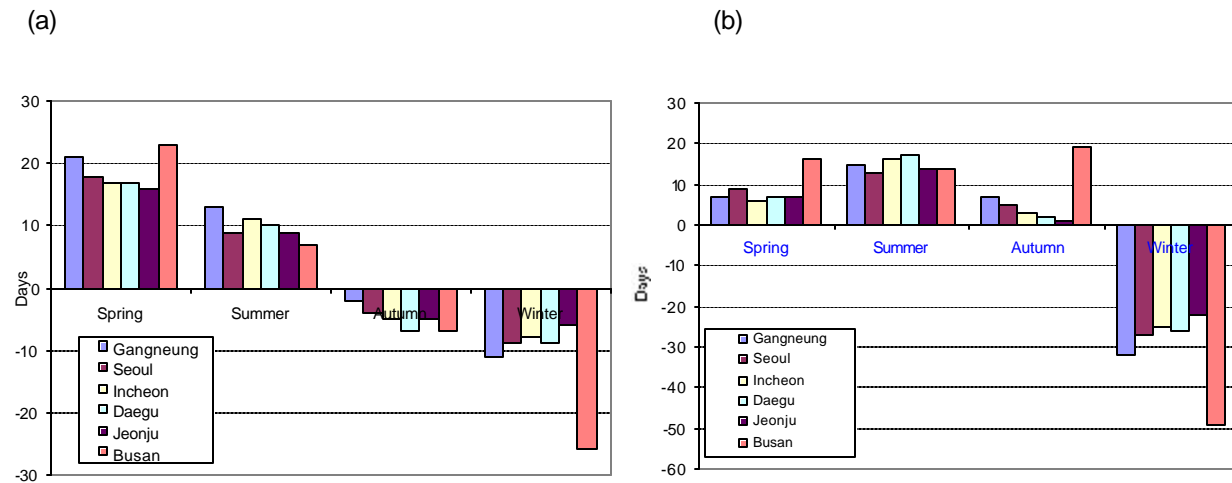 (a)
30
20
10
0
-10
-20
-30
Days
Spring Summer Autumn Winter
Gangneung
Seoul
Incheon
Daegu
Jeonju
Busan
(b)
30
20
10
0
-10
-20
-30
-40
-50
-60
Days
Spring Summer Autumn Winter
Gangneung
Seoul
Incheon
Daegu
Jeonju
Busan